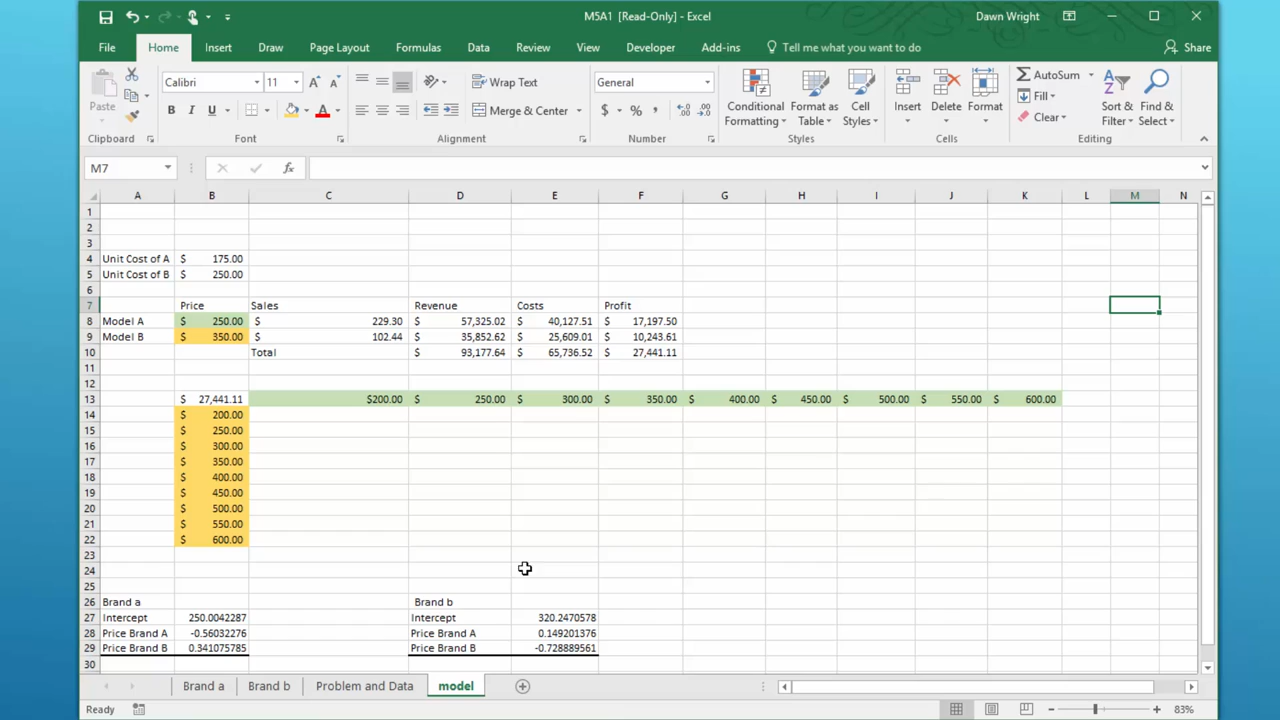 M5A1 [Read-Only] - Excel
Dawn Wright
File Home Insert Draw Page Layout Formulas Data Review View Developer Add-ins Tell me what you want to do Share
Paste
Calibri 11
B I U
Wrap Text
Merge & Center
General
$ % ,
Conditional Formatting
Format as Table
Cell Styles
Insert
Delete
Format
AutoSum
Fill
Clear
Sort & Filter
Find & Select
Clipboard Font Alignment Number Styles Cells Editing
M7 fx
A B C D E F G H I J K L M N
1
2
3
4 Unit Cost of A $ 175.00
5 Unit Cost of B $ 250.00
6
7 Price Sales Revenue Costs Profit
8 Model A $ 250.00 $ 229.30 $ 57,325.02 $ 40,127.51 $ 17,197.50
9 Model B $ 350.00 $ 102.44 $ 35,852.62 $ 25,609.01 $ 10,243.61
10 Total $ 93,177.64 $ 65,736.52 $ 27,441.11
11
12
13 $ 27,441.11 $200.00 $ 250.00 $ 300.00 $ 350.00 $ 400.00 $ 450.00 $ 500.00 $ 550.00 $ 600.00
14 $ 200.00
15 $ 250.00
16 $ 300.00
17 $ 350.00
18 $ 400.00
19 $ 450.00
20 $ 500.00
21 $ 550.00
22 $ 600.00
23
24
25
26 Brand a Brand b
27 Intercept 250.0042287 Intercept 320.2470578
28 Price Brand A -0.56032276 Price Brand A 0.149201376
29 Price Brand B 0.341075785 Price Brand B -0.728889561
30
Brand a Brand b Problem and Data model
Ready 83%